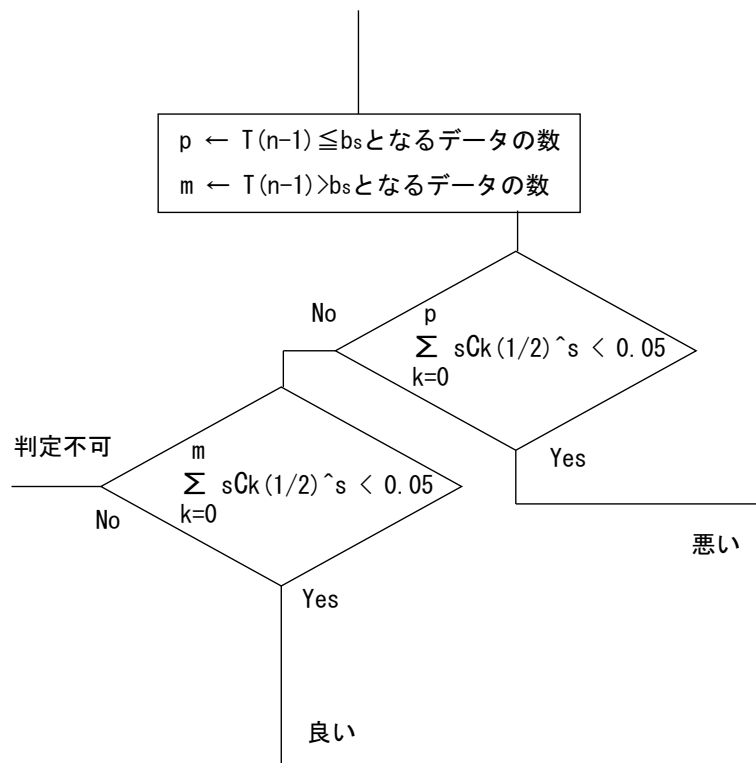 p ← T(n-1)≦bsとなるデータの数
m ← T(n-1)>bsとなるデータの数
No
p
Σ sCk(1/2)^s < 0.05
k=0
Yes
悪い
判定不可
m
Σ sCk(1/2)^s < 0.05
k=0
No
Yes
良い